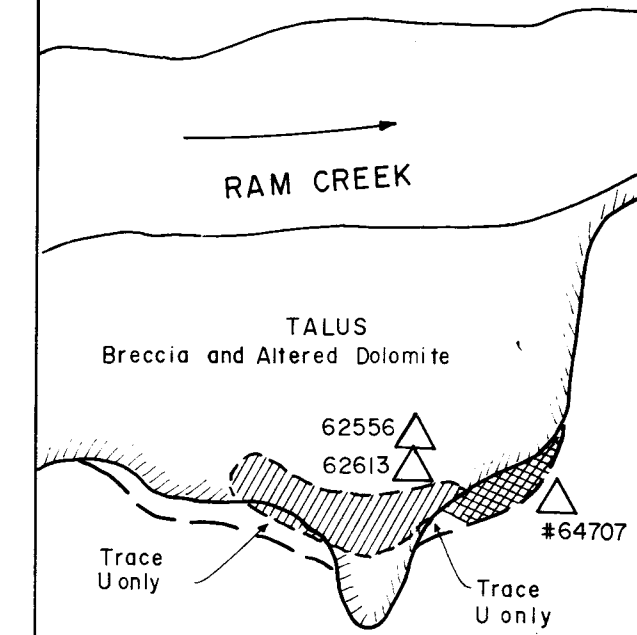 RAM CREEK
TALUS
Breccia and Altered Dolomite
62556
62613
#64707
Trace
U only
Trace
U only